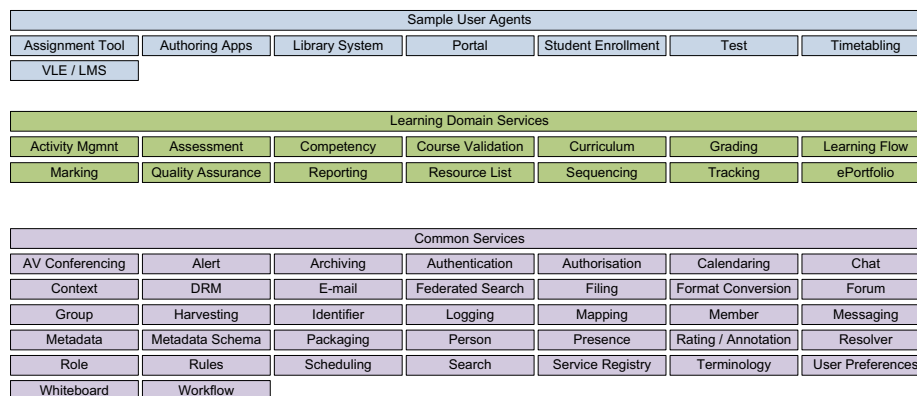 Sample User Agents
Assignment Tool Authoring Apps Library System Portal Student Enrollment Test Timetabling
VLE / LMS
Learning Domain Services
Activity Mgmnt Assessment Competency Course Validation Curriculum Grading Learning Flow
Marking Quality Assurance Reporting Resource List Sequencing Tracking ePortfolio
Common Services
AV Conferencing Alert Archiving Authentication Authorisation Calendaring Chat
Context DRM E-mail Federated Search Filing Format Conversion Forum
Group Harvesting Identifier Logging Mapping Member Messaging
Metadata Metadata Schema Packaging Person Presence Rating / Annotation Resolver
Role Rules Scheduling Search Service Registry Terminology User Preferences
Whiteboard Workflow